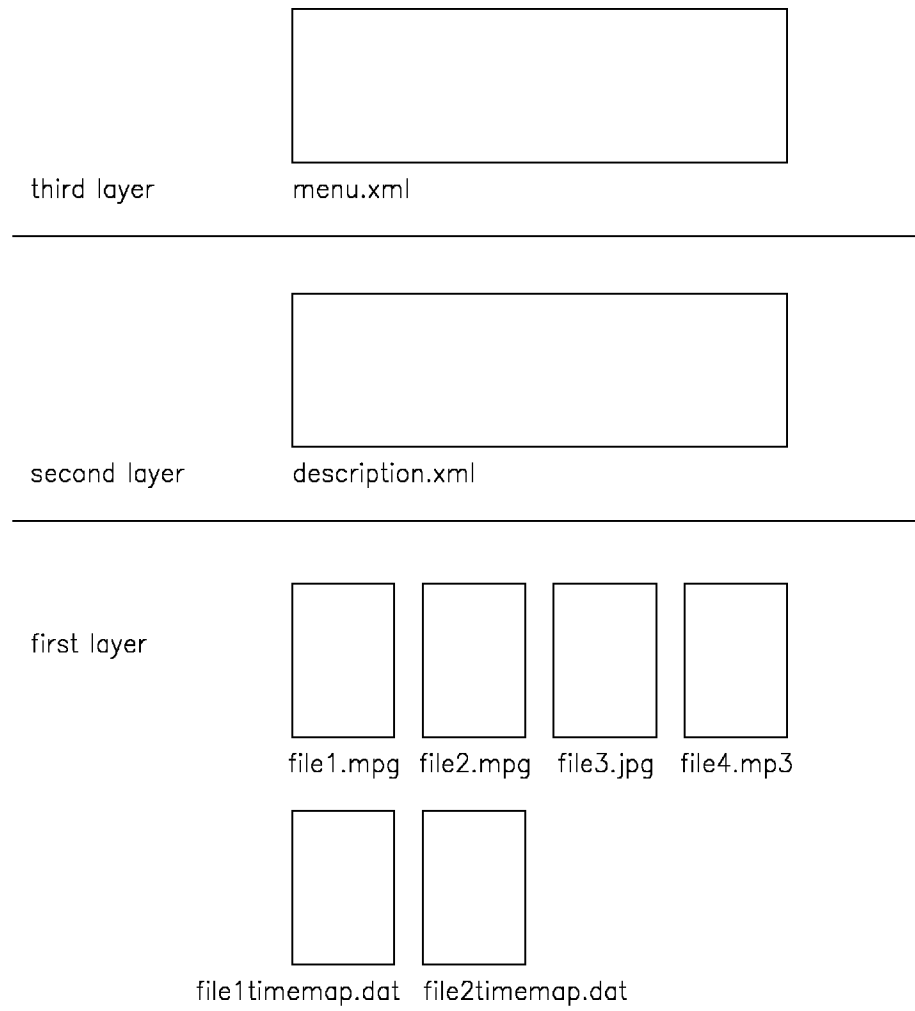 third layer
menu.xml
second layer
description.xml
first layer
file1.mpg
file2.mpg
file3.jpg
file4.mp3
file1timemap.dat
file2timemap.dat